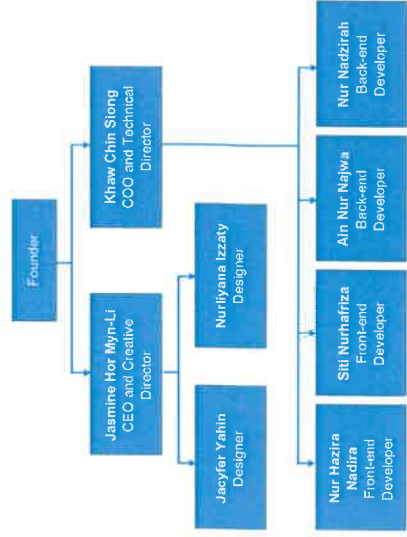 Founder
Jasmine Hor Myn-Li
CEO and Creative
Director
Khaw Chin Siong
COO and Technical
Director
Jacyfer Yahin
Designer
Nurliyana Izzaty
Designer
Nur Hazira
Nadira
Front-end
Developer
Siti Nurhafriza
Front-end
Developer
Ain Nur Najwa
Back-end
Developer
Nur Nadzirah
Back-end
Developer